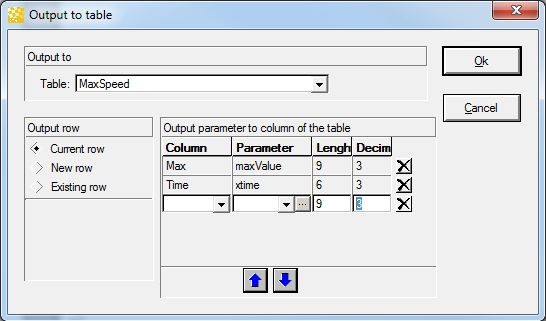 Output to table
Output to
Table: MaxSpeed
Ok
Cancel
Output row
Current row
New row
Existing row
Output parameter to column of the table
Column Parameter Lengh Decim
Max maxValue 9 3
Time xtime 6 3
... 9 3